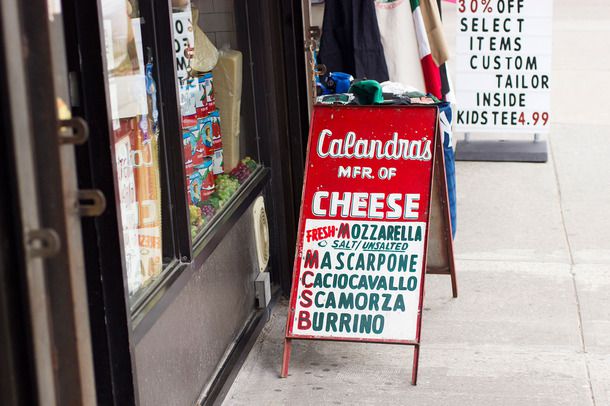 Calandra's
MFR. OF
CHEESE
FRESH MOZZARELLA
SALT/UNSALTED
MASCARPONE
CACIOCAVALLO
SCAMORZA
BURRINO
30% OFF
SELECT
ITEMS
CUSTOM
TAILOR
INSIDE
KIDS TEE 4.99